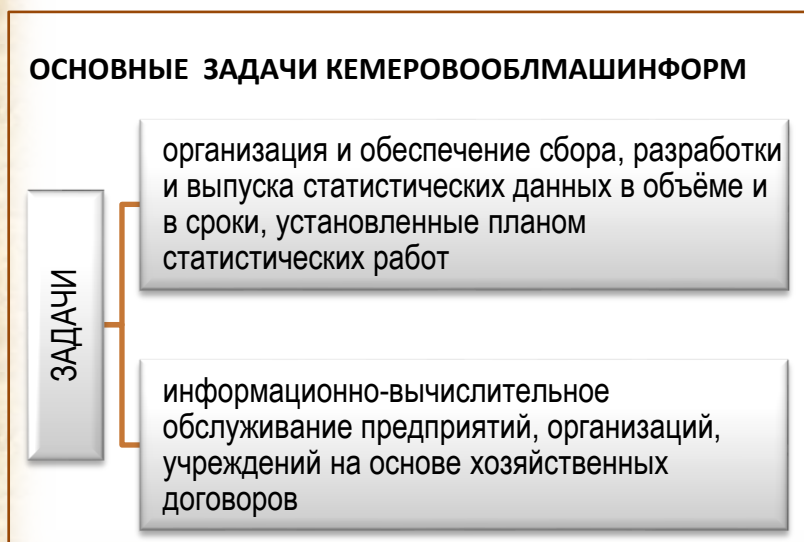 ОСНОВНЫЕ ЗАДАЧИ КЕМЕРОВООБЛМАШИНФОРМ
ЗАДАЧИ
организация и обеспечение сбора, разработки
и выпуска статистических данных в объёме и
в сроки, установленные планом
статистических работ
информационно-вычислительное
обслуживание предприятий, организаций,
учреждений на основе хозяйственных
договоров